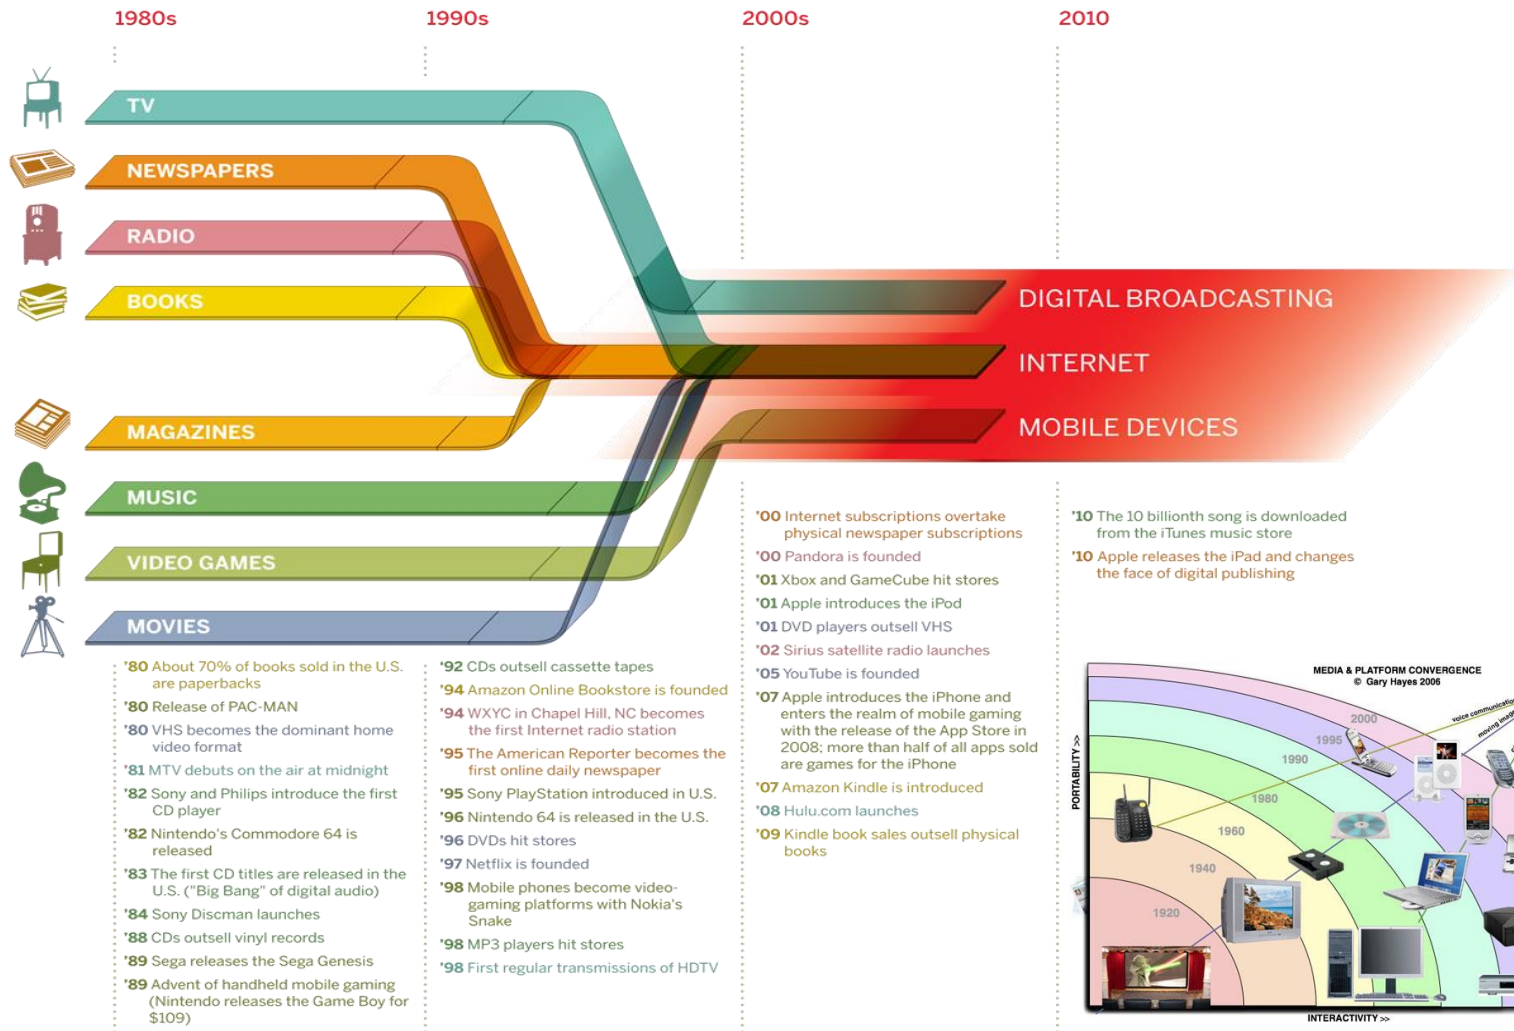 1980s
1990s
2000s
2010
TV
NEWSPAPERS
RADIO
BOOKS
MAGAZINES
MUSIC
VIDEO GAMES
MOVIES
DIGITAL BROADCASTING
INTERNET
MOBILE DEVICES
'80 About 70% of books sold in the U.S.
are paperbacks
'80 Release of PAC-MAN
'80 VHS becomes the dominant home
video format
'81 MTV debuts on the air at midnight
'82 Sony and Philips introduce the first
CD player
'82 Nintendo's Commodore 64 is
released
'83 The first CD titles are released in the
U.S. ("Big Bang" of digital audio)
'84 Sony Discman launches
'88 CDs outsell vinyl records
'89 Sega releases the Sega Genesis
'89 Advent of handheld mobile gaming
(Nintendo releases the Game Boy for
$109)
'92 CDs outsell cassette tapes
'94 Amazon Online Bookstore is founded
'94 WXYC in Chapel Hill, NC becomes
the first Internet radio station
'95 The American Reporter becomes the
first online daily newspaper
'95 Sony PlayStation introduced in U.S.
'96 Nintendo 64 is released in the U.S.
'96 DVDs hit stores
'97 Netflix is founded
'98 Mobile phones become video-
gaming platforms with Nokia's
Snake
'98 MP3 players hit stores
'98 First regular transmissions of HDTV
'00 Internet subscriptions overtake
physical newspaper subscriptions
'00 Pandora is founded
'01 Xbox and GameCube hit stores
'01 Apple introduces the iPod
'01 DVD players outsell VHS
'02 Sirius satellite radio launches
'05 YouTube is founded
'07 Apple introduces the iPhone and
enters the realm of mobile gaming
with the release of the App Store in
2008; more than half of all apps sold
are games for the iPhone
'07 Amazon Kindle is introduced
'08 Hulu.com launches
'09 Kindle book sales outsell physical
books
'10 The 10 billionth song is downloaded
from the iTunes music store
'10 Apple releases the iPad and changes
the face of digital publishing
MEDIA & PLATFORM CONVERGENCE
© Gary Hayes 2006
voice communication
moving image
2000
1995
1990
1980
1960
1940
1920
PORTABILITY >>
INTERACTIVITY >>